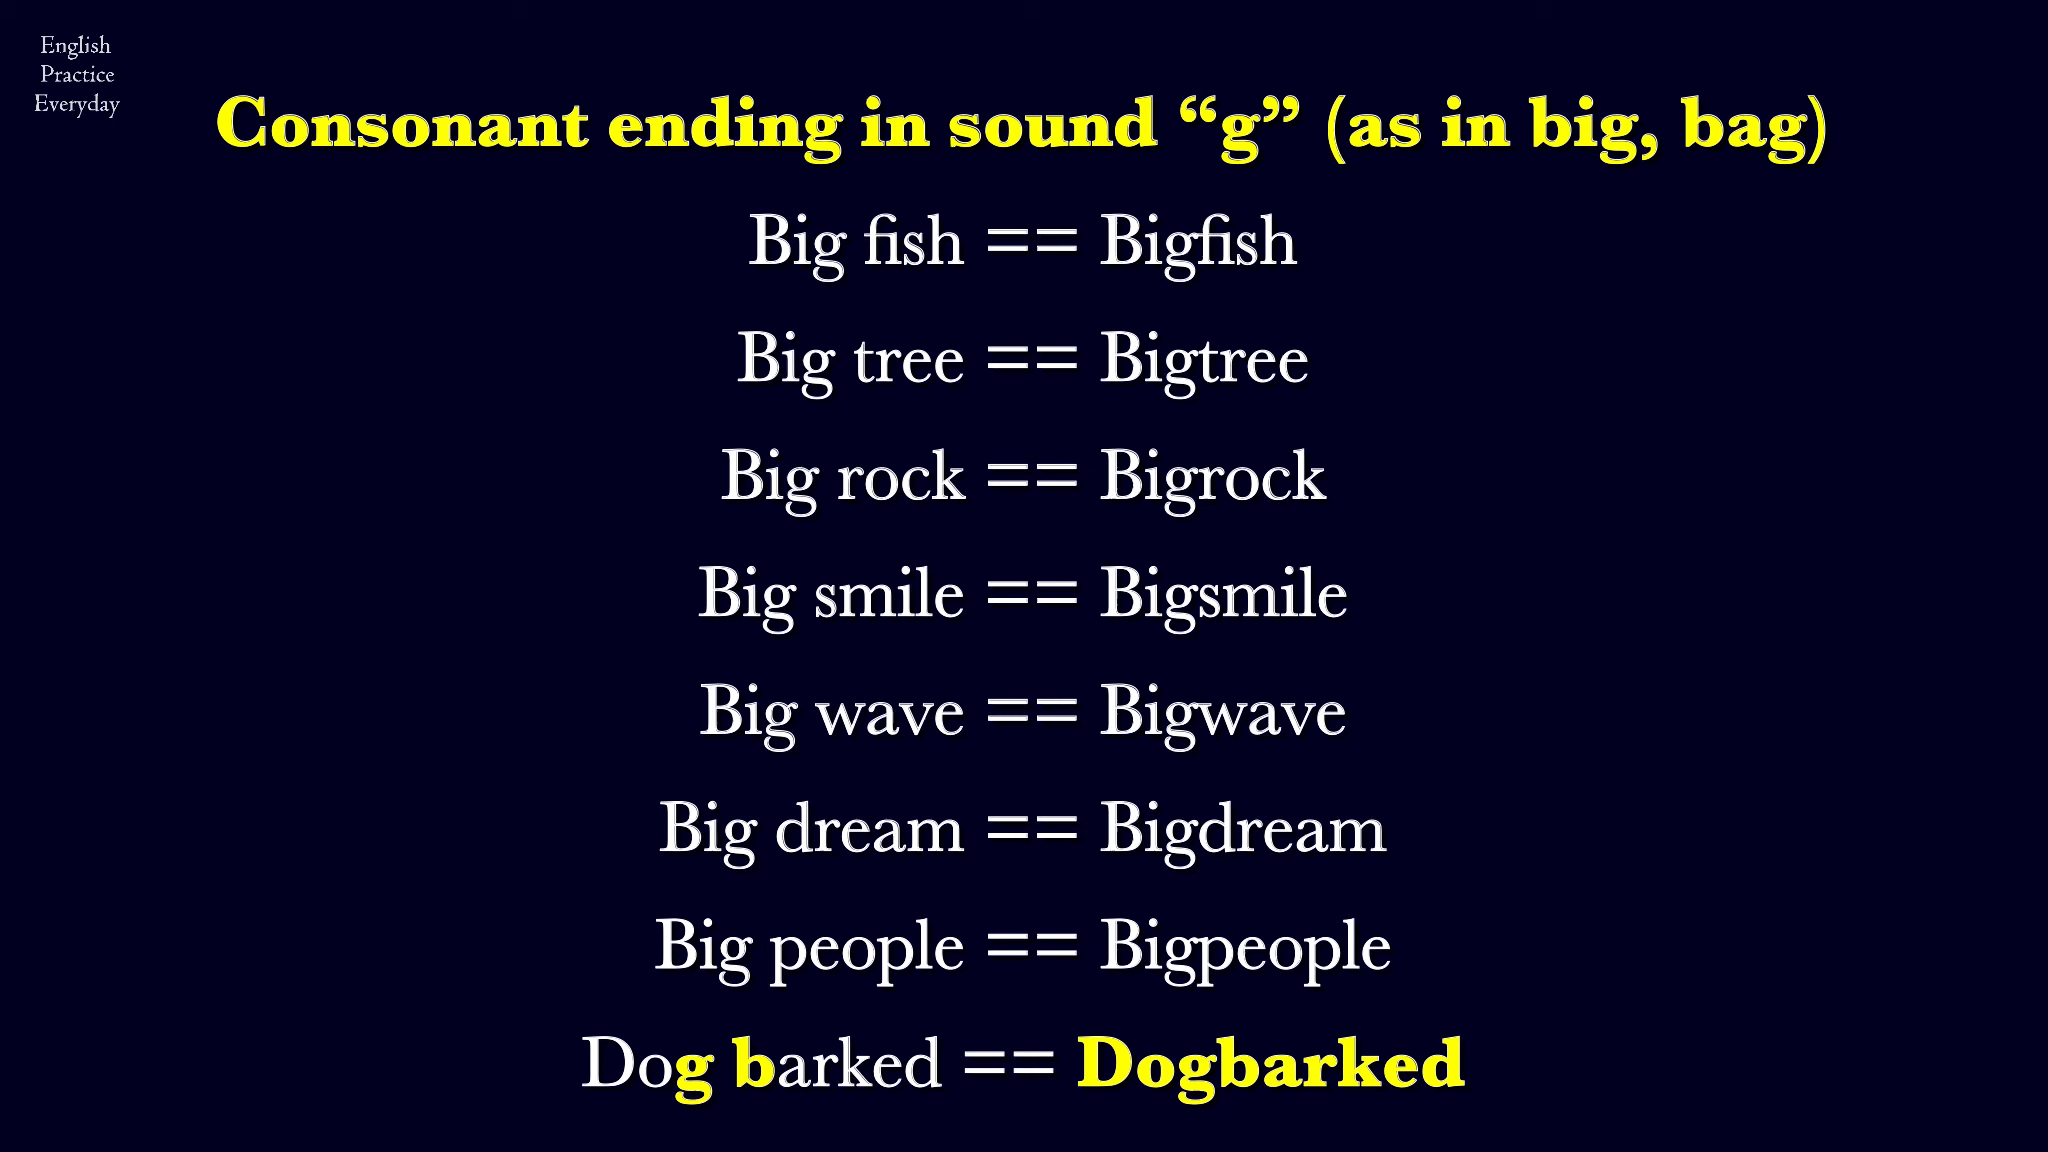 English
Practice
Everyday
Consonant ending in sound “g” (as in big, bag)
Big fish == Bigfish
Big tree == Bigtree
Big rock == Bigrock
Big smile == Bigsmile
Big wave == Bigwave
Big dream == Bigdream
Big people == Bigpeople
Dog barked == Dogbarked